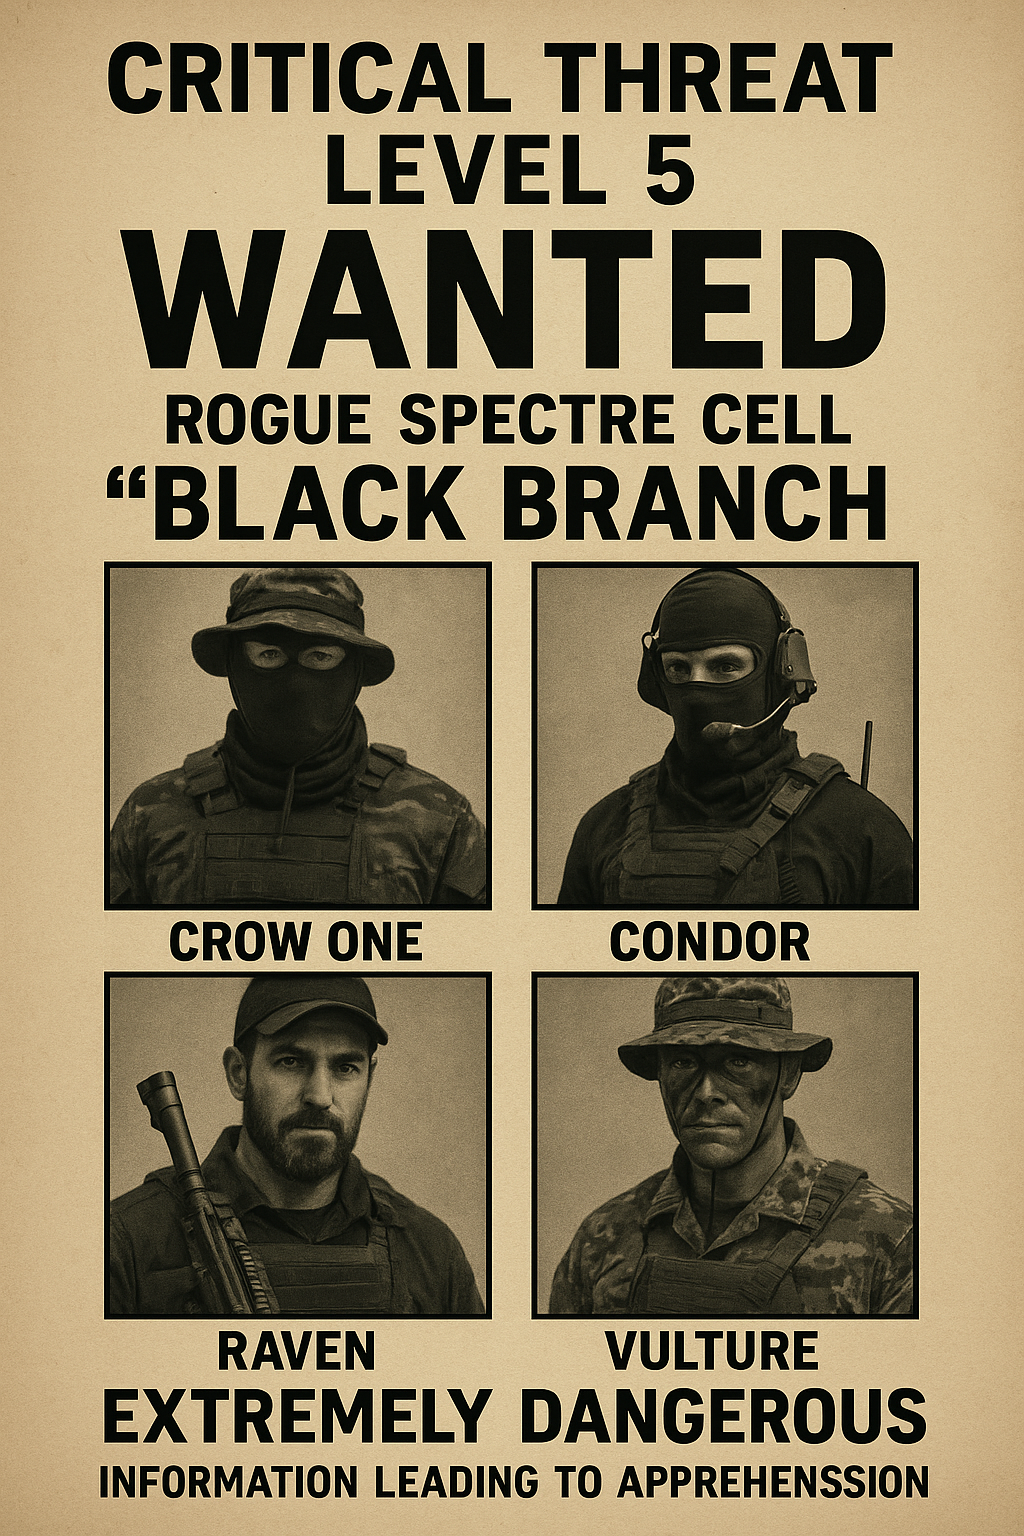 CRITICAL THREAT
LEVEL 5
WANTED
ROGUE SPECTRE CELL
“BLACK BRANCH
CROW ONE
CONDOR
RAVEN
VULTURE
EXTREMELY DANGEROUS
INFORMATION LEADING TO APPREHENSSION